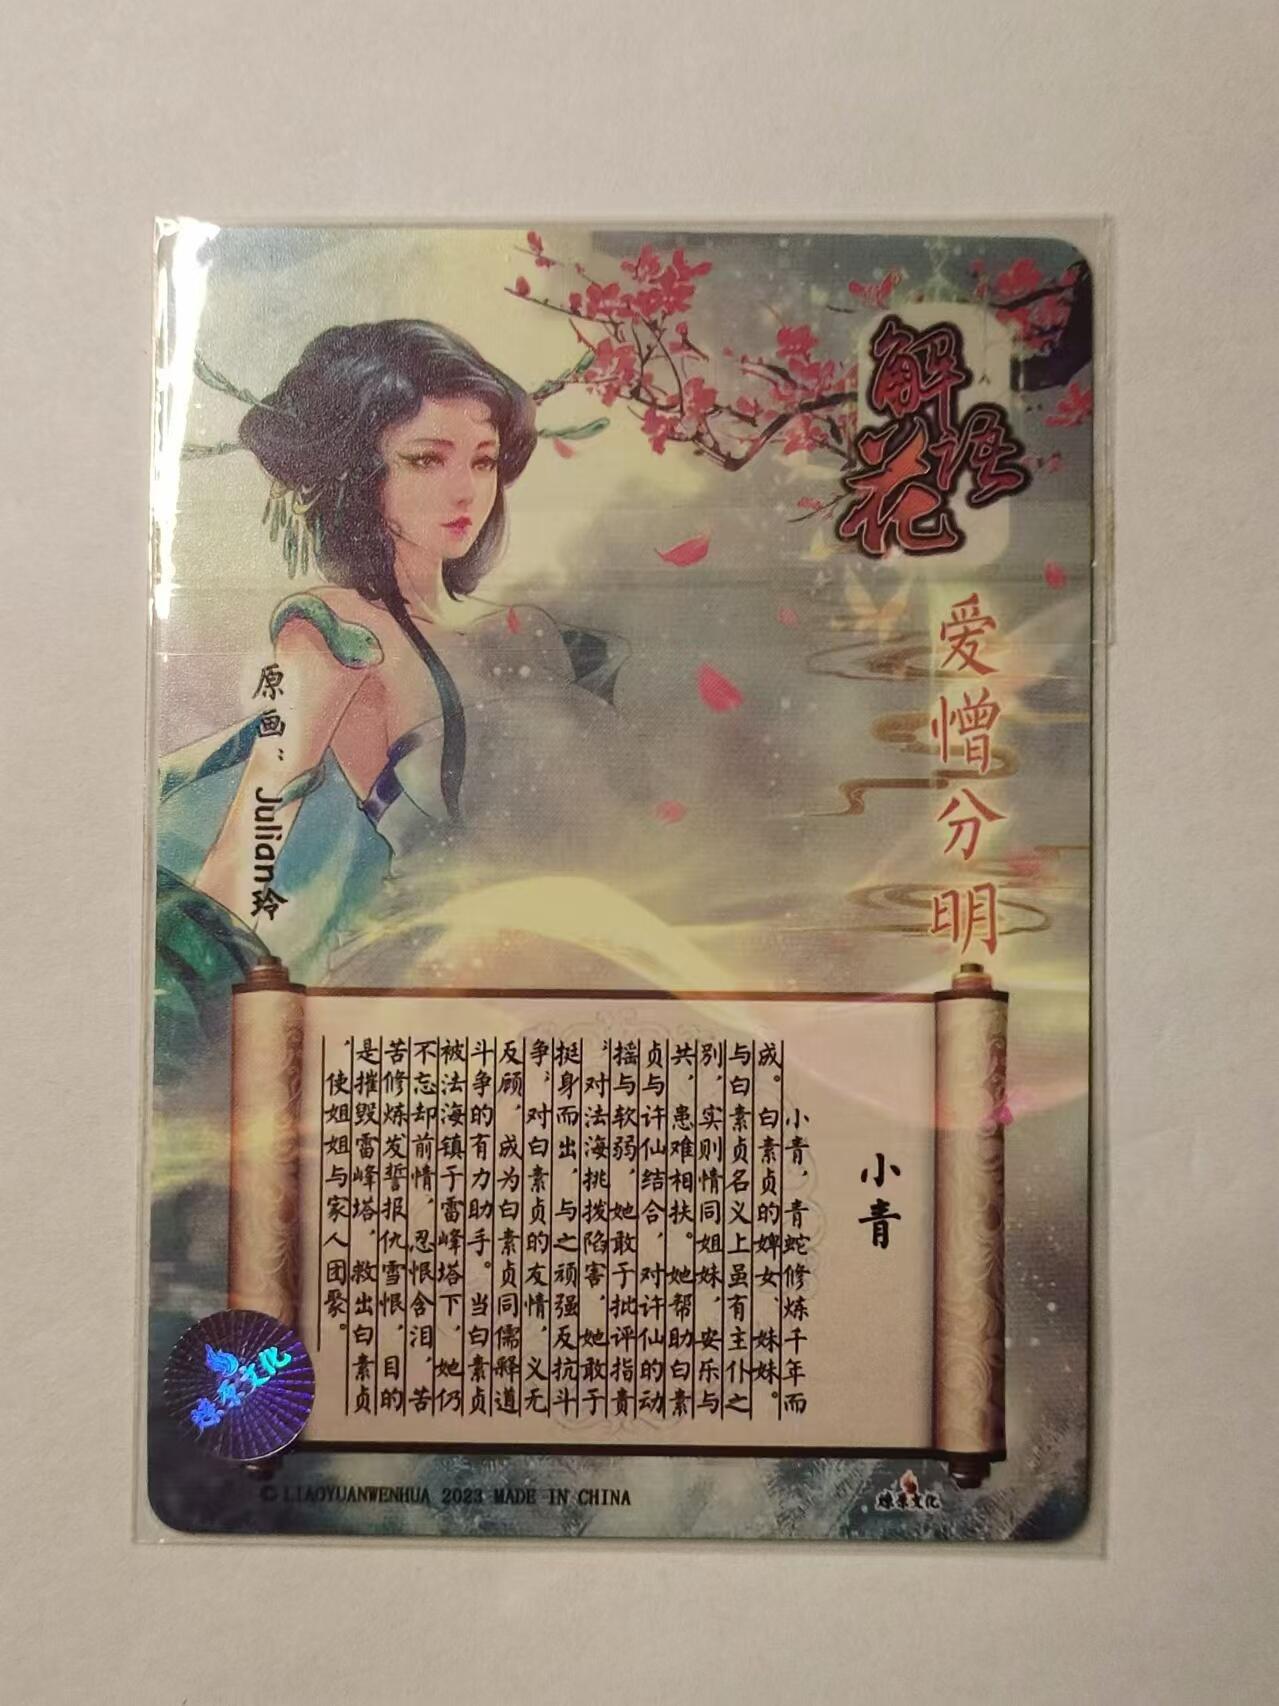 解语花
爱憎分明
原画：Julian玲
小青
小青，青蛇修炼千年而
成。白素贞的婢女、妹妹。
与白素贞名义上虽有主仆之
别，实则情同姐妹，安乐与
共，患难相扶。她帮助白素
贞与许仙结合，对许仙的动
摇与软弱，她敢于批评指责
，对法海挑拨陷害，她敢于
挺身而出，与之顽强反抗斗
争，对白素贞的友情，义无
反顾，成为白素贞同儒释道
斗争的有力助手。当白素贞
被法海镇于雷峰塔下，她仍
不忘却前情，忍恨含泪，苦
苦修炼发誓报仇雪恨，目的
是摧毁雷峰塔，救出白素贞
，使姐姐与家人团聚。
燎原文化
© LIAOYUANWENHUA 2023 MADE IN CHINA
燎原文化